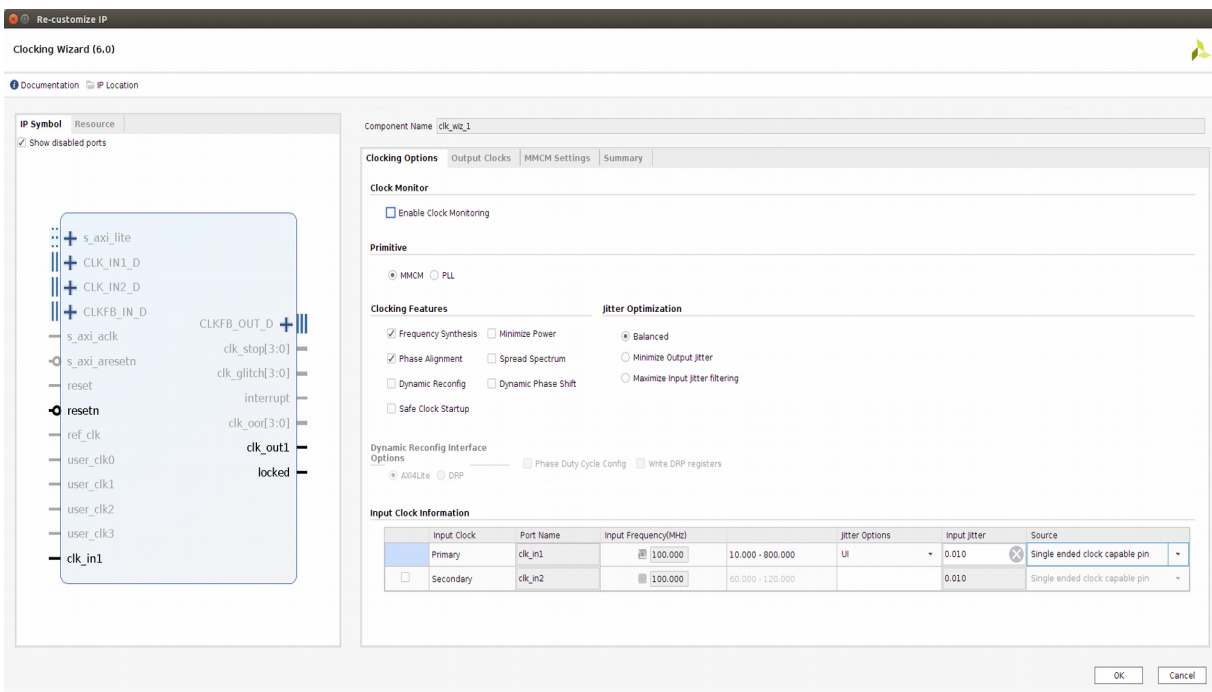 Re-customize IP
Clocking Wizard (6.0)
Documentation IP Location
IP Symbol Resource
Show disabled ports
s_axi_lite
CLK_IN1_D
CLK_IN2_D
CLKFB_IN_D
s_axi_aclk
s_axi_aresetn
reset
resetn
ref_clk
user_clk0
user_clk1
user_clk2
user_clk3
clk_in1
CLKFB_OUT_D
clk_stop[3:0]
clk_glitch[3:0]
interrupt
clk_oor[3:0]
clk_out1
locked
Component Name clk_wiz_1
Clocking Options Output Clocks MMCM Settings Summary
Clock Monitor
Enable Clock Monitoring
Primitive
MMCM PLL
Clocking Features
Frequency Synthesis Minimize Power
Phase Alignment Spread Spectrum
Dynamic Reconfig Dynamic Phase Shift
Safe Clock Startup
Jitter Optimization
Balanced
Minimize Output Jitter
Maximize Input Jitter filtering
Dynamic Reconfig Interface
Options
AXI4Lite DRP
Phase Duty Cycle Config Write DRP registers
Input Clock Information
Input Clock Port Name Input Frequency(MHz) Jitter Options Input Jitter Source
Primary clk_in1 100.000 10.000 - 800.000 UI 0.010 Single ended clock capable pin
Secondary clk_in2 100.000 60.000 - 120.000 0.010 Single ended clock capable pin
OK Cancel